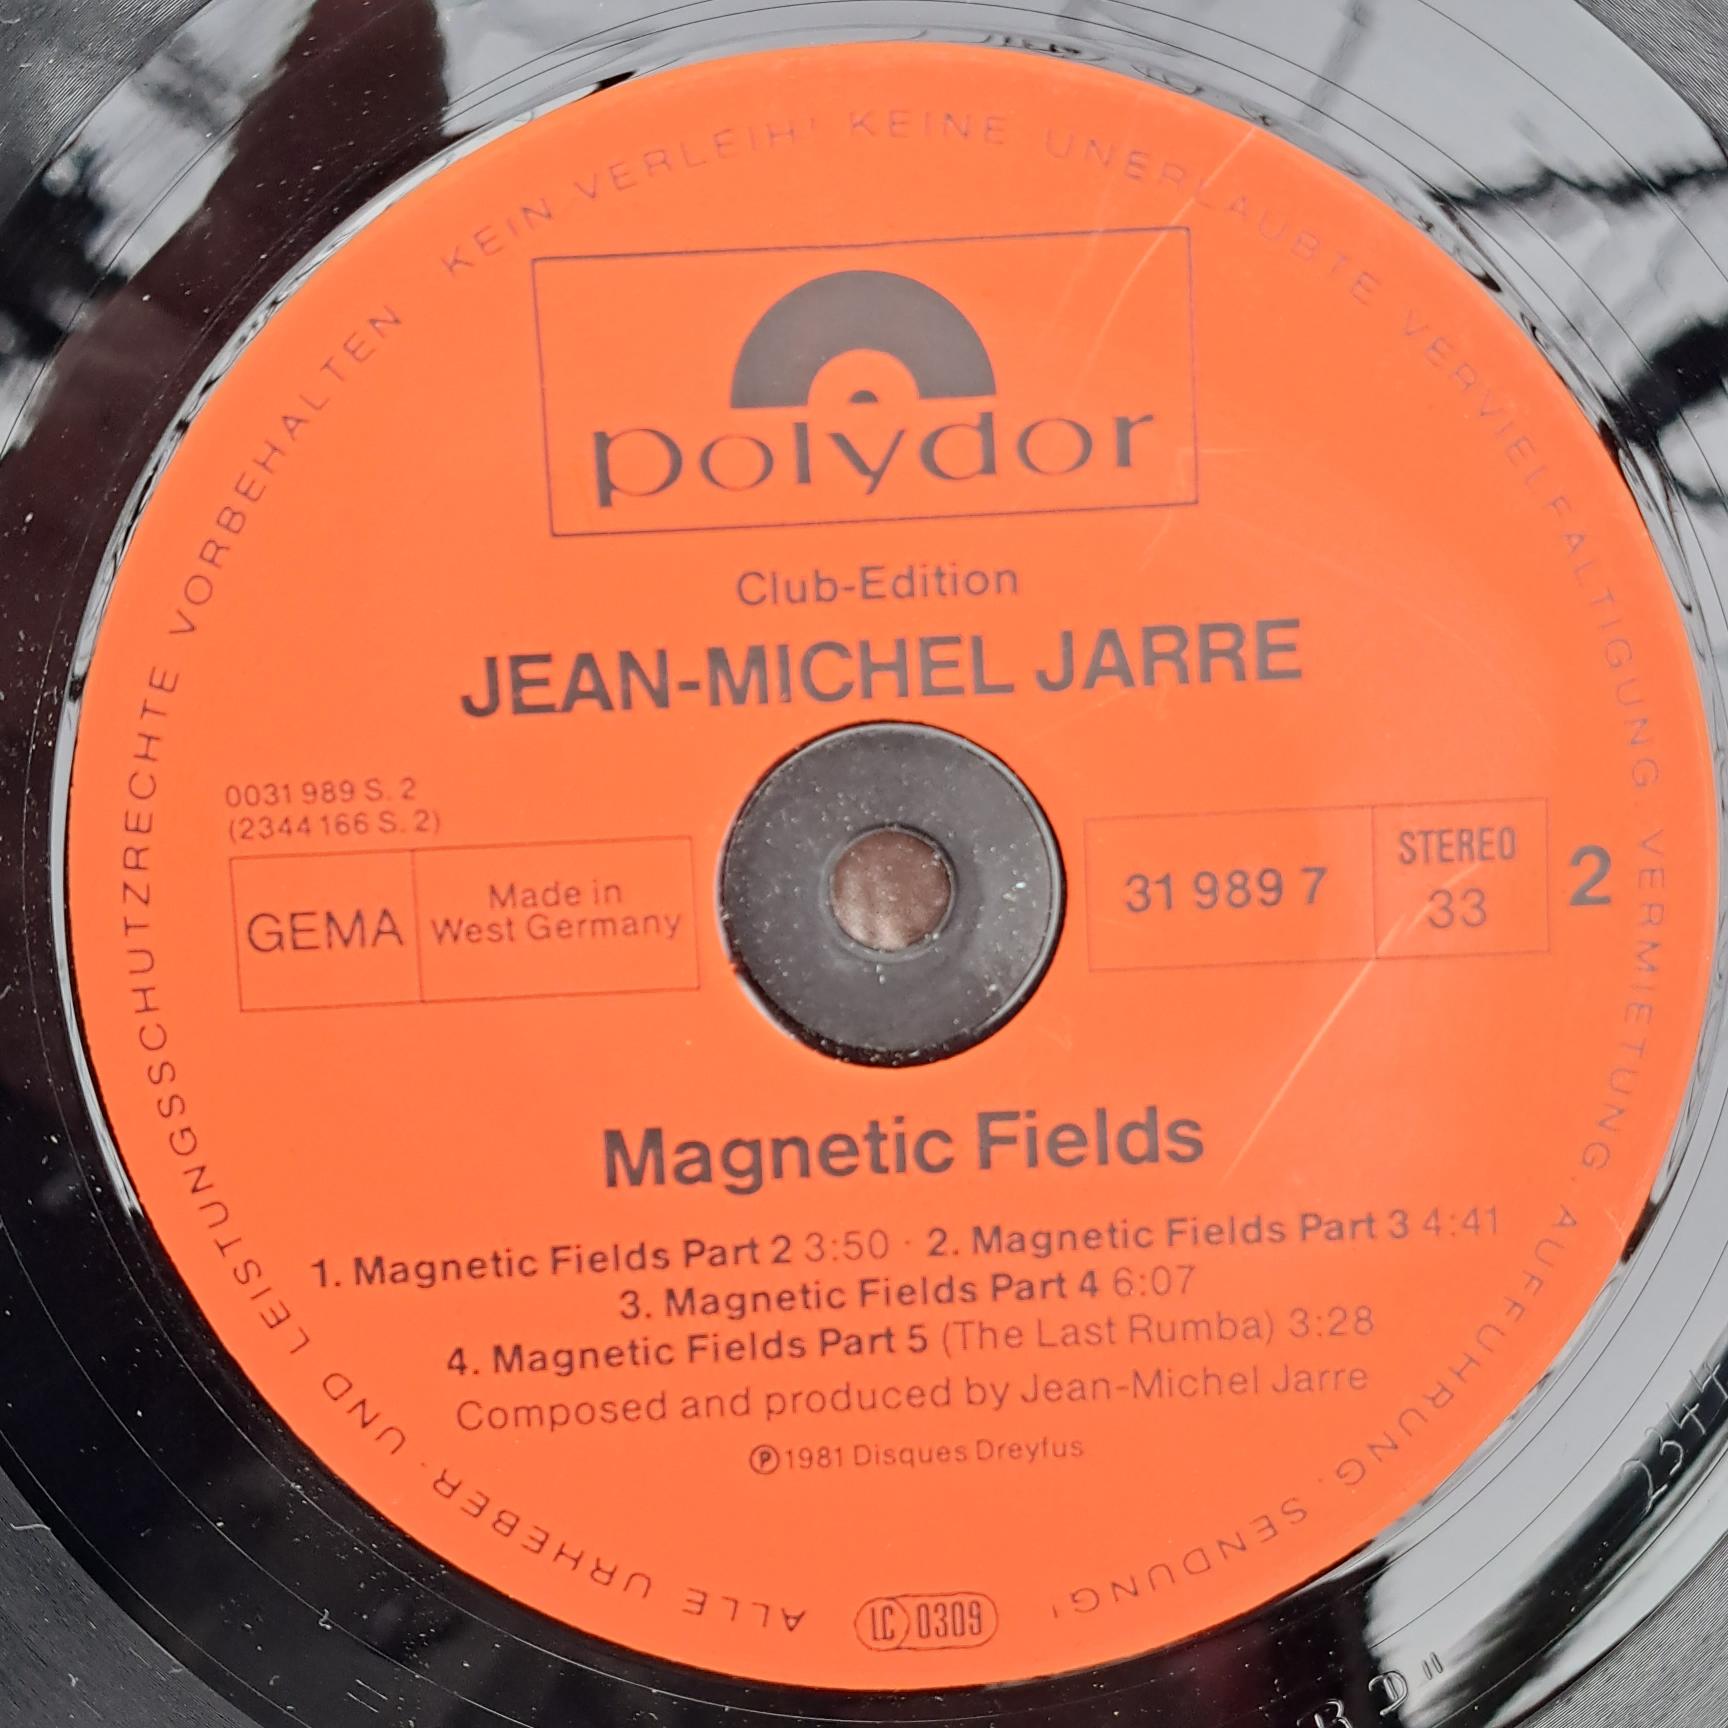 ALLE URHEBER- UND LEISTUNGSSCHUTZRECHTE VORBEHALTEN KEIN VERLEIH! KEINE UNERLAUBTE VERVIELFALTIGUNG. VERMIETUNG. AUFFUHRUNG. SENDUNG!
polydor
Club-Edition
JEAN-MICHEL JARRE
0031 989 S. 2
(2344 166 S. 2)
GEMA
Made in
West Germany
31 989 7
STEREO
33
2
Magnetic Fields
1. Magnetic Fields Part 2 3:50 · 2. Magnetic Fields Part 3 4:41
3. Magnetic Fields Part 4 6:07
4. Magnetic Fields Part 5 (The Last Rumba) 3:28
Composed and produced by Jean-Michel Jarre
℗ 1981 Disques Dreyfus
LC 0309